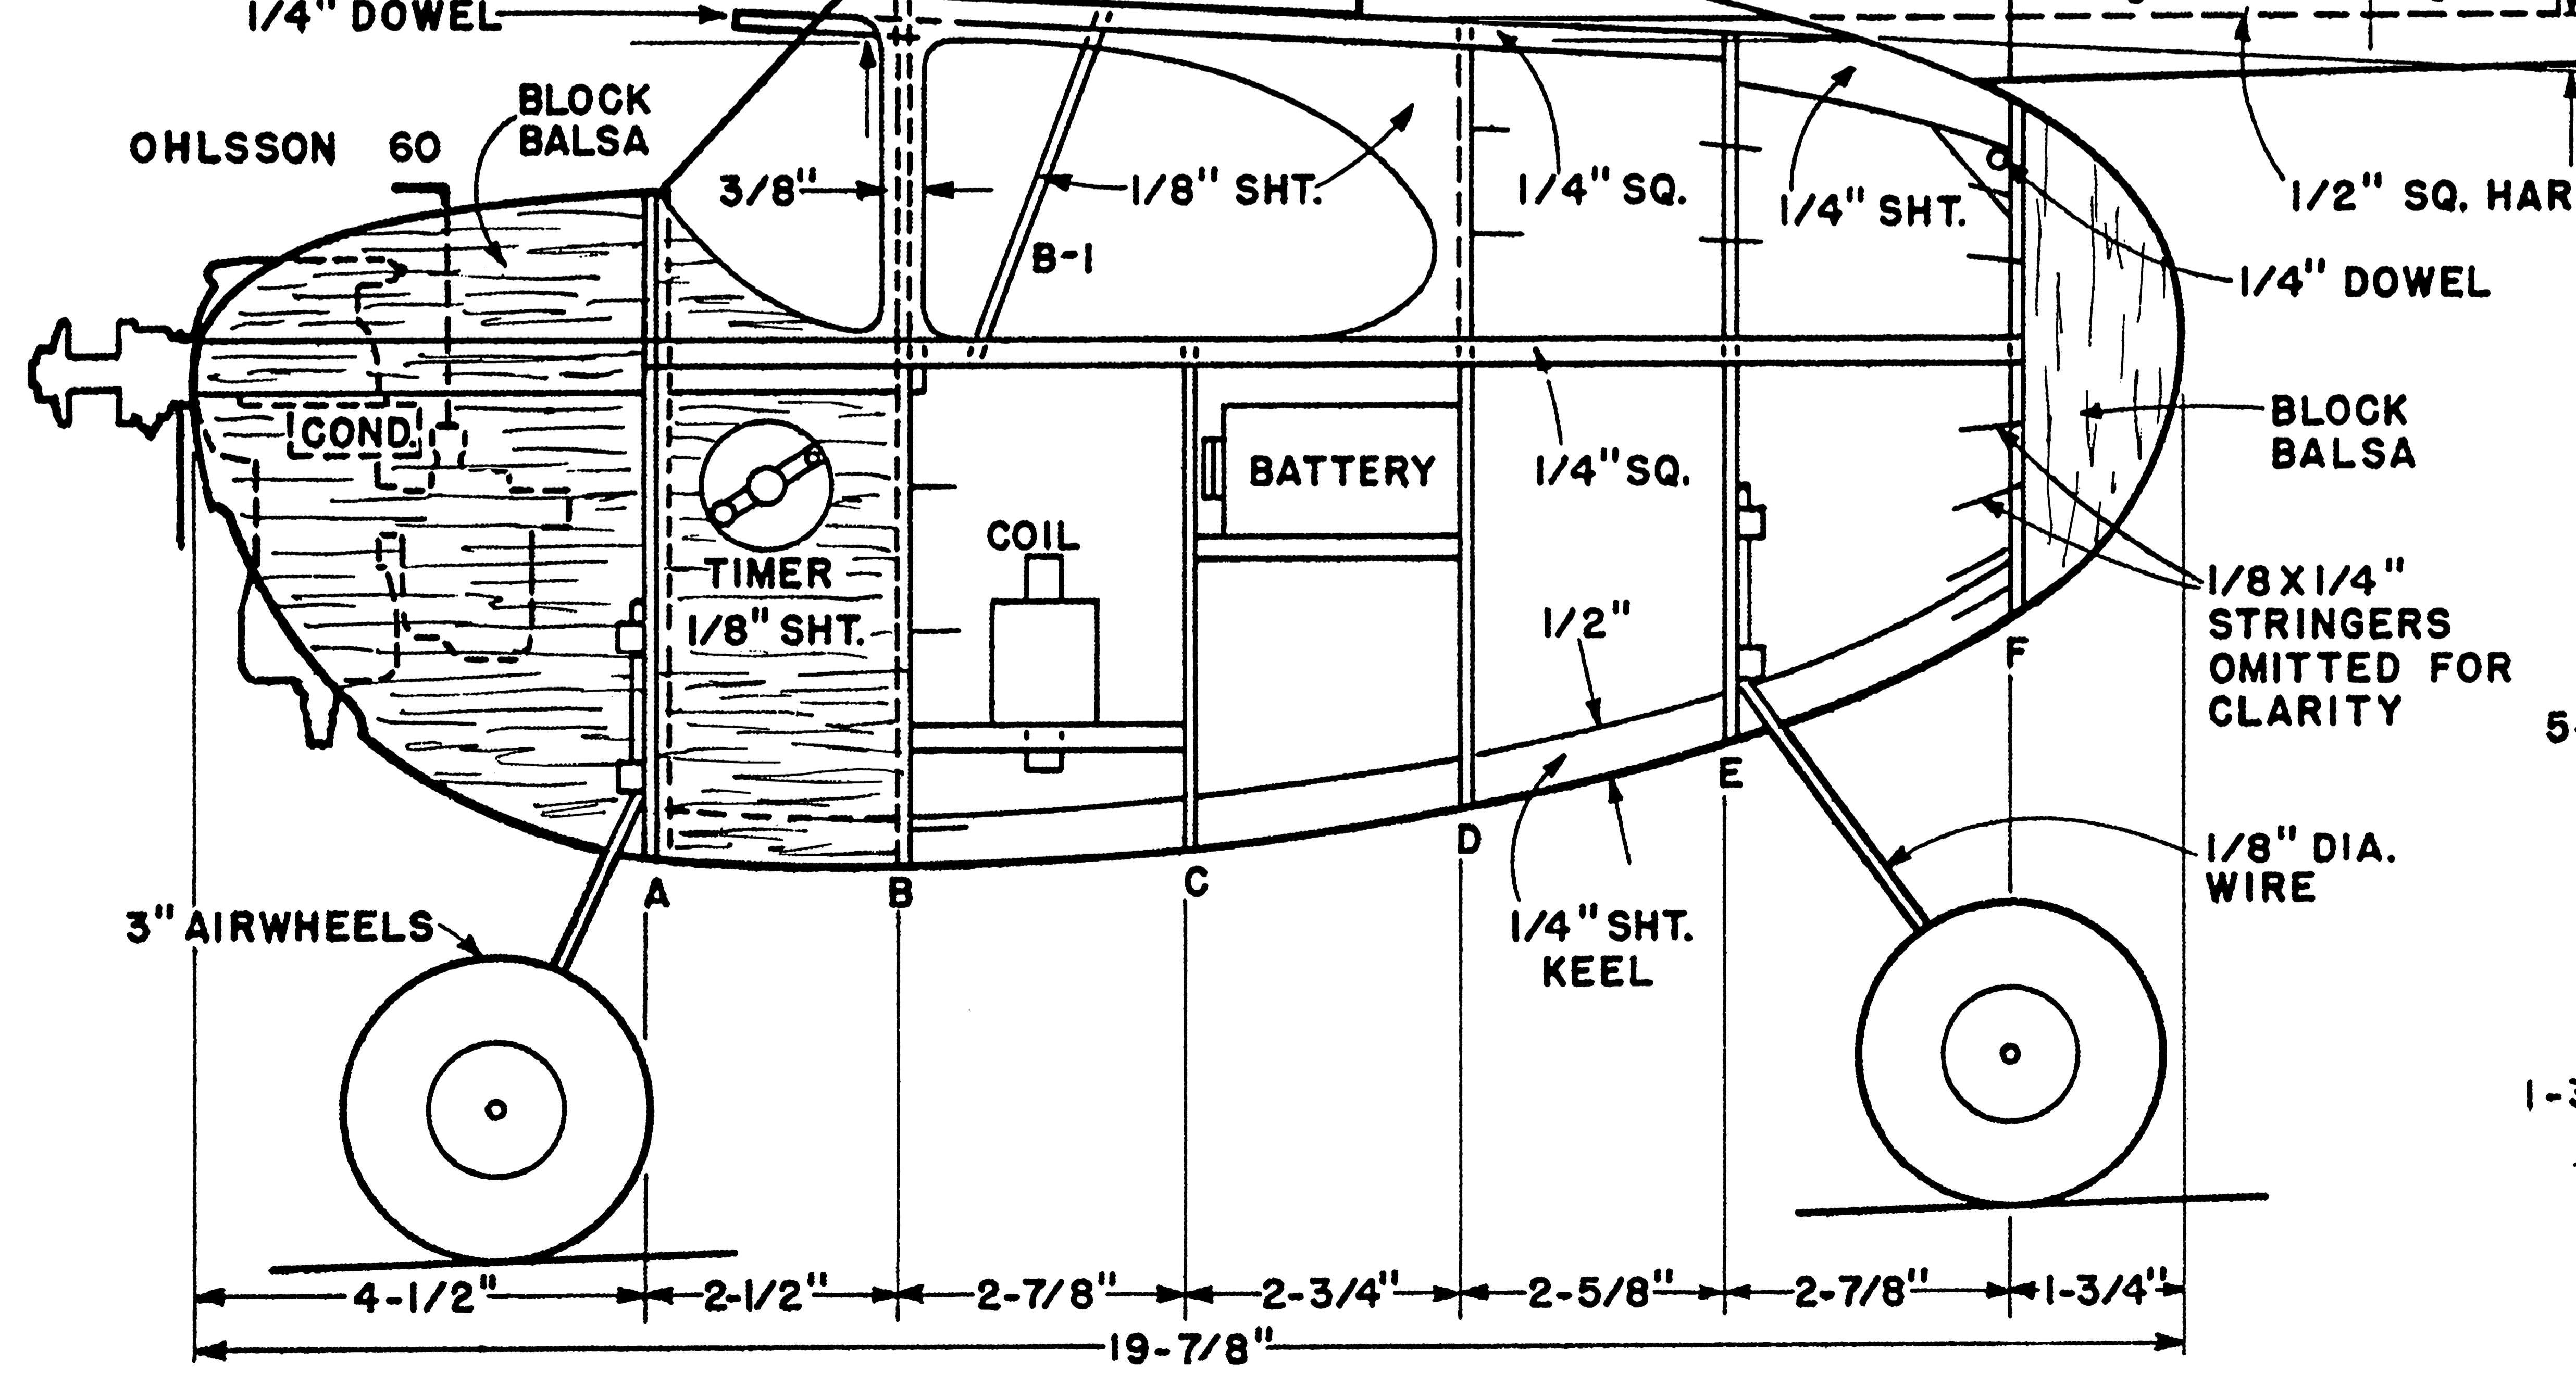 1/4" DOWEL
BLOCK
BALSA
OHLSSON 60
3/8"
1/8" SHT.
1/4" SQ.
1/4" SHT.
1/2" SQ. HAR
B-1
1/4" DOWEL
COND.
BATTERY
1/4" SQ.
BLOCK
BALSA
COIL
TIMER
1/8" SHT.
1/2"
1/8 X 1/4"
STRINGERS
OMITTED FOR
CLARITY
F
E
D
C
B
A
5-
1/8" DIA.
WIRE
3" AIRWHEELS
1/4" SHT.
KEEL
1-3
4-1/2" 2-1/2" 2-7/8" 2-3/4" 2-5/8" 2-7/8" 1-3/4"
19-7/8"